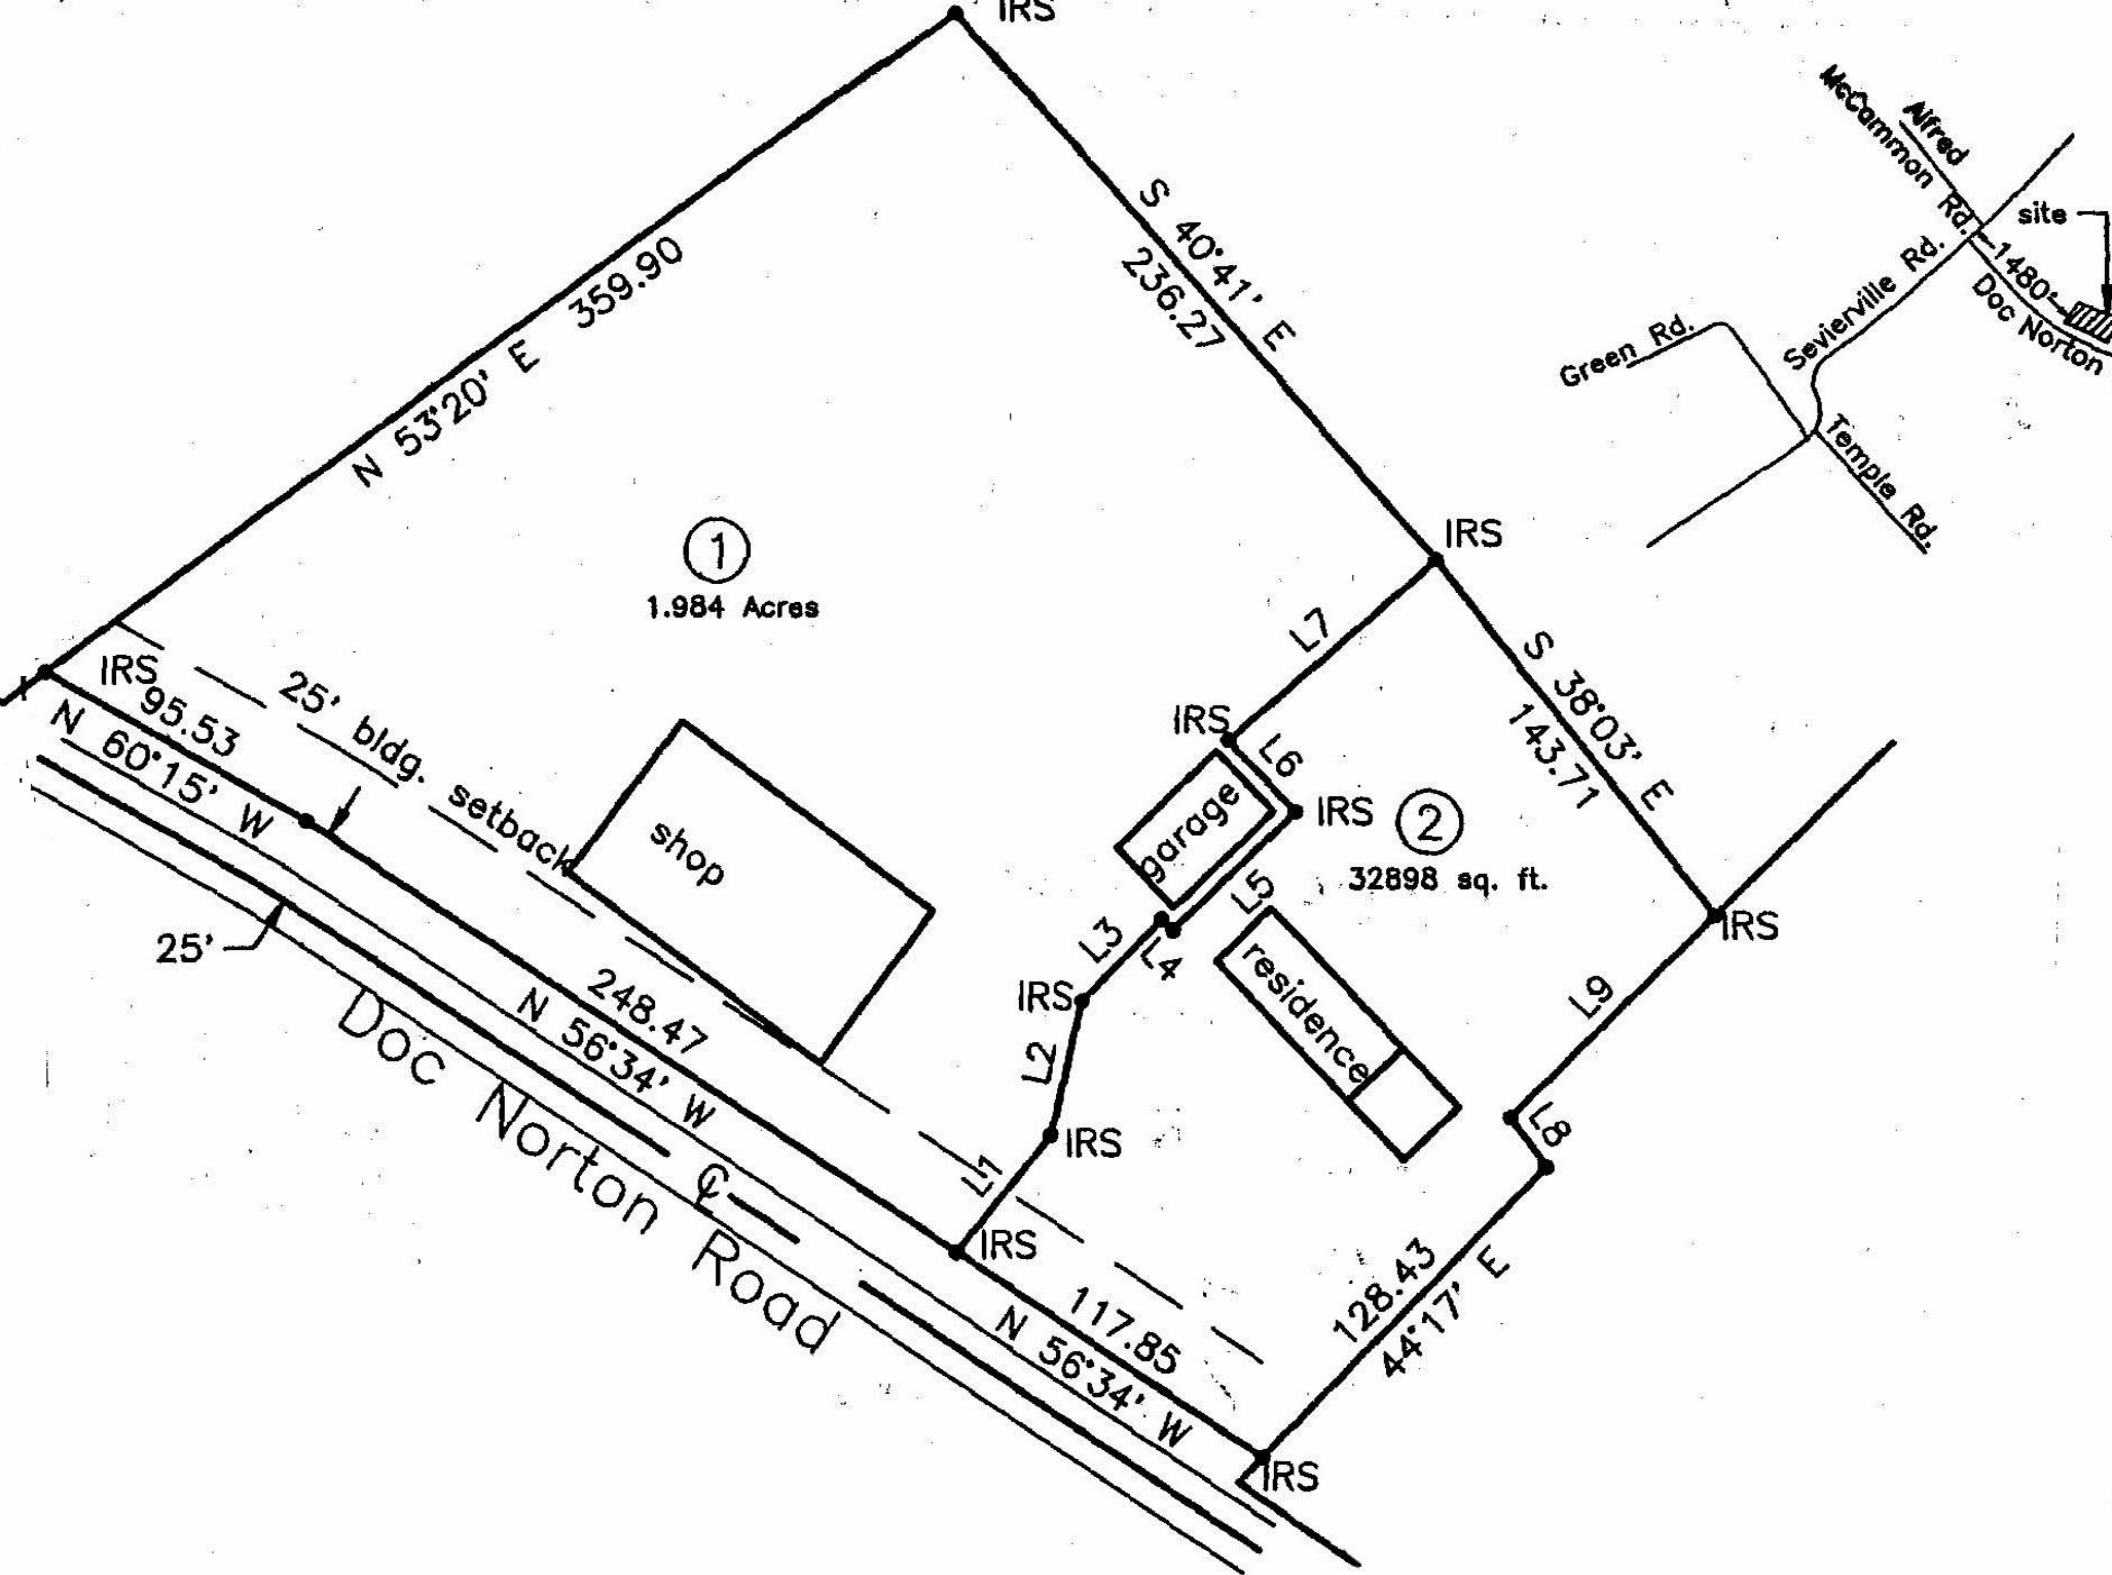 IRS
N 53°20' E 359.90
S 40°41' E
236.27
1
1.984 Acres
Alfred
McCammon Rd.
site
1480'
Doc Norton
Sevierville Rd.
Green Rd.
Temple Rd.
IRS
L7
S 38°03' E
143.71
IRS
95.53
N 60°15' W
25' bldg. setback
shop
IRS
L6
garage
IRS
2
32898 sq. ft.
L5
L4
L3
IRS
L2
residence
IRS
L9
L8
25'
248.47
N 56°34' W
Doc Norton Road
℄
IRS
L1
IRS
117.85
N 56°34' W
128.43
44°17' E
IRS